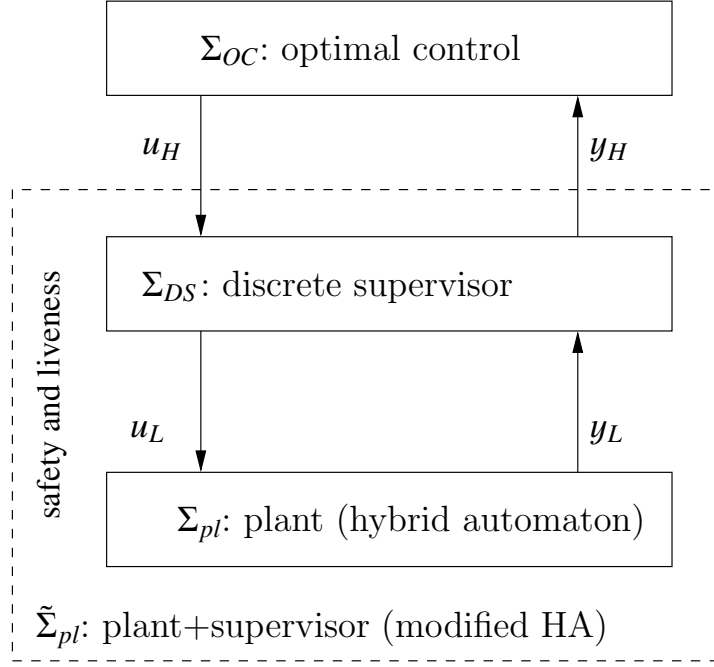 Σ_OC: optimal control
u_H
y_H
Σ_DS: discrete supervisor
safety and liveness
u_L
y_L
Σ_pl: plant (hybrid automaton)
Σ̃_pl: plant+supervisor (modified HA)